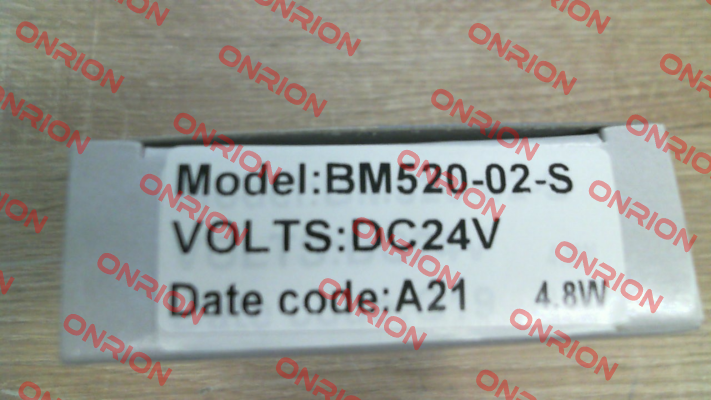 Model:BM520-02-S
VOLTS:DC24V
Date code:A21 4.8W
ONRION